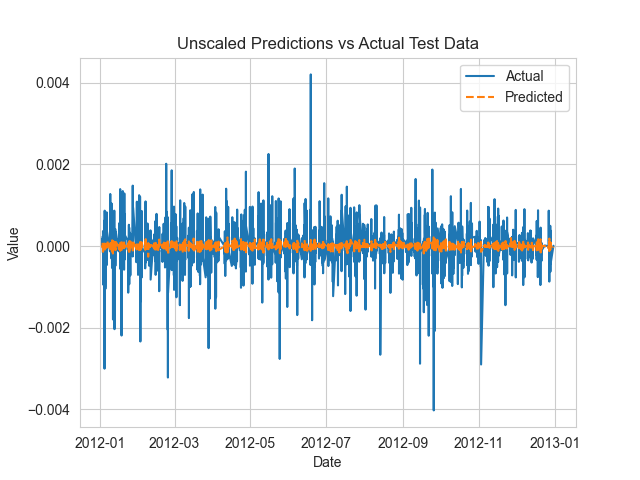 Unscaled Predictions vs Actual Test Data
Actual
Predicted
0.004
0.002
0.000
−0.002
−0.004
Value
2012-01 2012-03 2012-05 2012-07 2012-09 2012-11 2013-01
Date